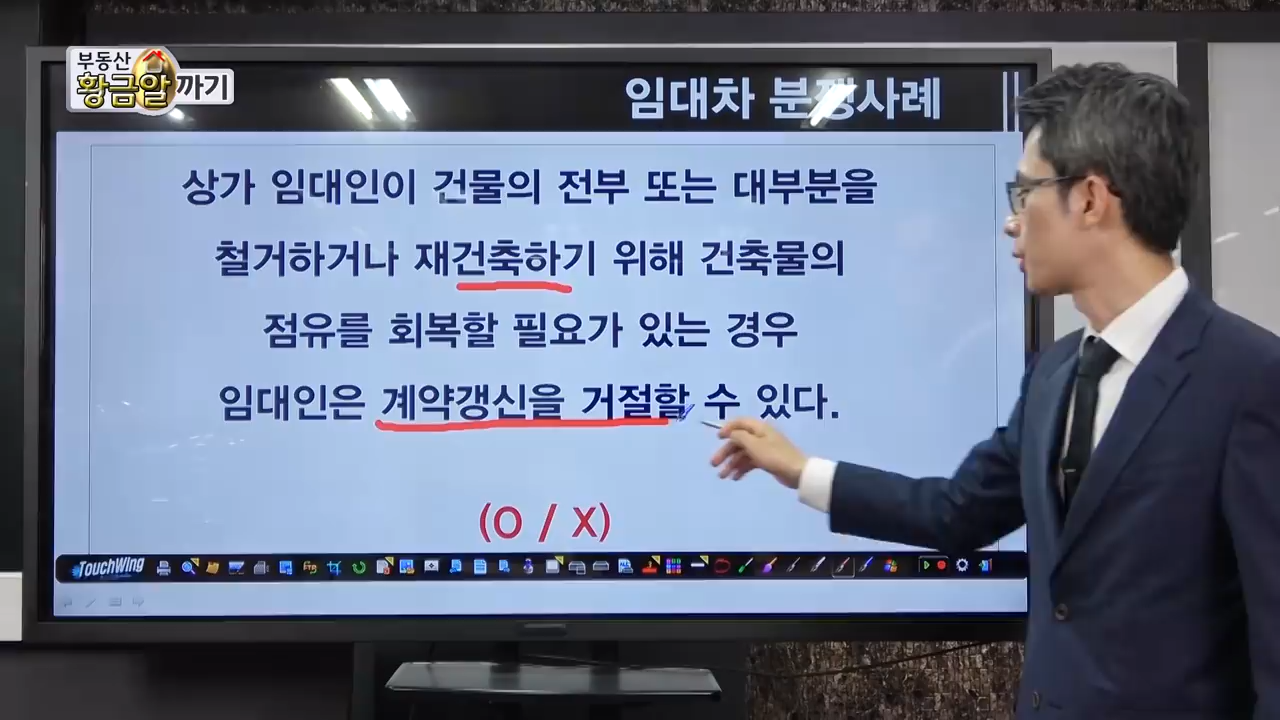 부동산
황금알 까기
임대차 분쟁사례
상가 임대인이 건물의 전부 또는 대부분을
철거하거나 재건축하기 위해 건축물의
점유를 회복할 필요가 있는 경우
임대인은 계약갱신을 거절할 수 있다.
(O / X)
TouchWing